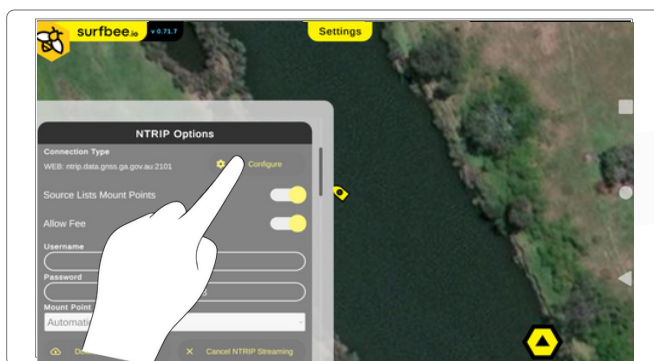 surfbee.io
v 0.71.7
Settings
NTRIP Options
Connection Type
WEB: ntrip.data.gnss.ga.gov.au:2101
Configure
Source Lists Mount Points
Allow Fee
Username
Password
Mount Point
Automatic
Cancel NTRIP Streaming